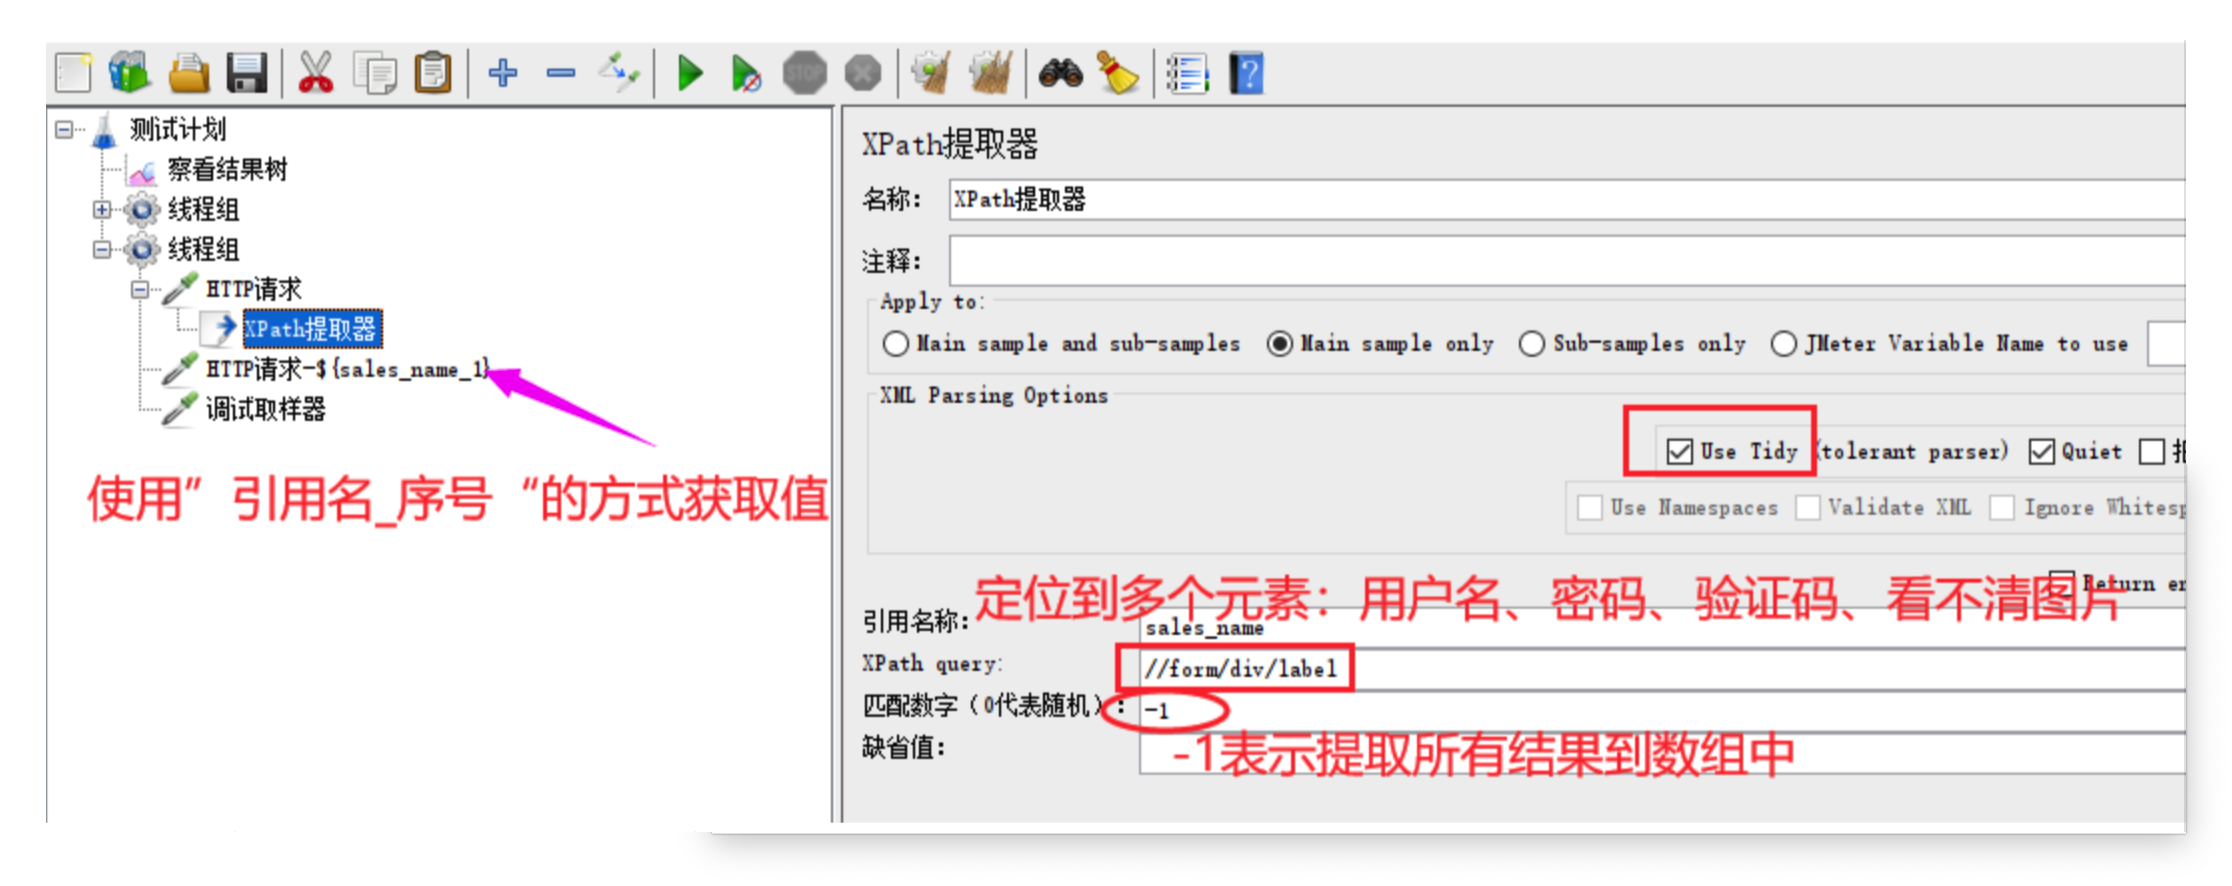 STOP
测试计划
察看结果树
线程组
线程组
HTTP请求
XPath提取器
HTTP请求-${sales_name_1}
调试取样器
使用”引用名_序号“的方式获取值
XPath提取器
名称: XPath提取器
注释:
Apply to:
Main sample and sub-samples Main sample only Sub-samples only JMeter Variable Name to use
XML Parsing Options
Use Tidy (tolerant parser) Quiet
Use Namespaces Validate XML Ignore Whitesp
Return en
定位到多个元素：用户名、密码、验证码、看不清图片
引用名称: sales_name
XPath query: //form/div/label
匹配数字（0代表随机）: -1
缺省值:
-1表示提取所有结果到数组中